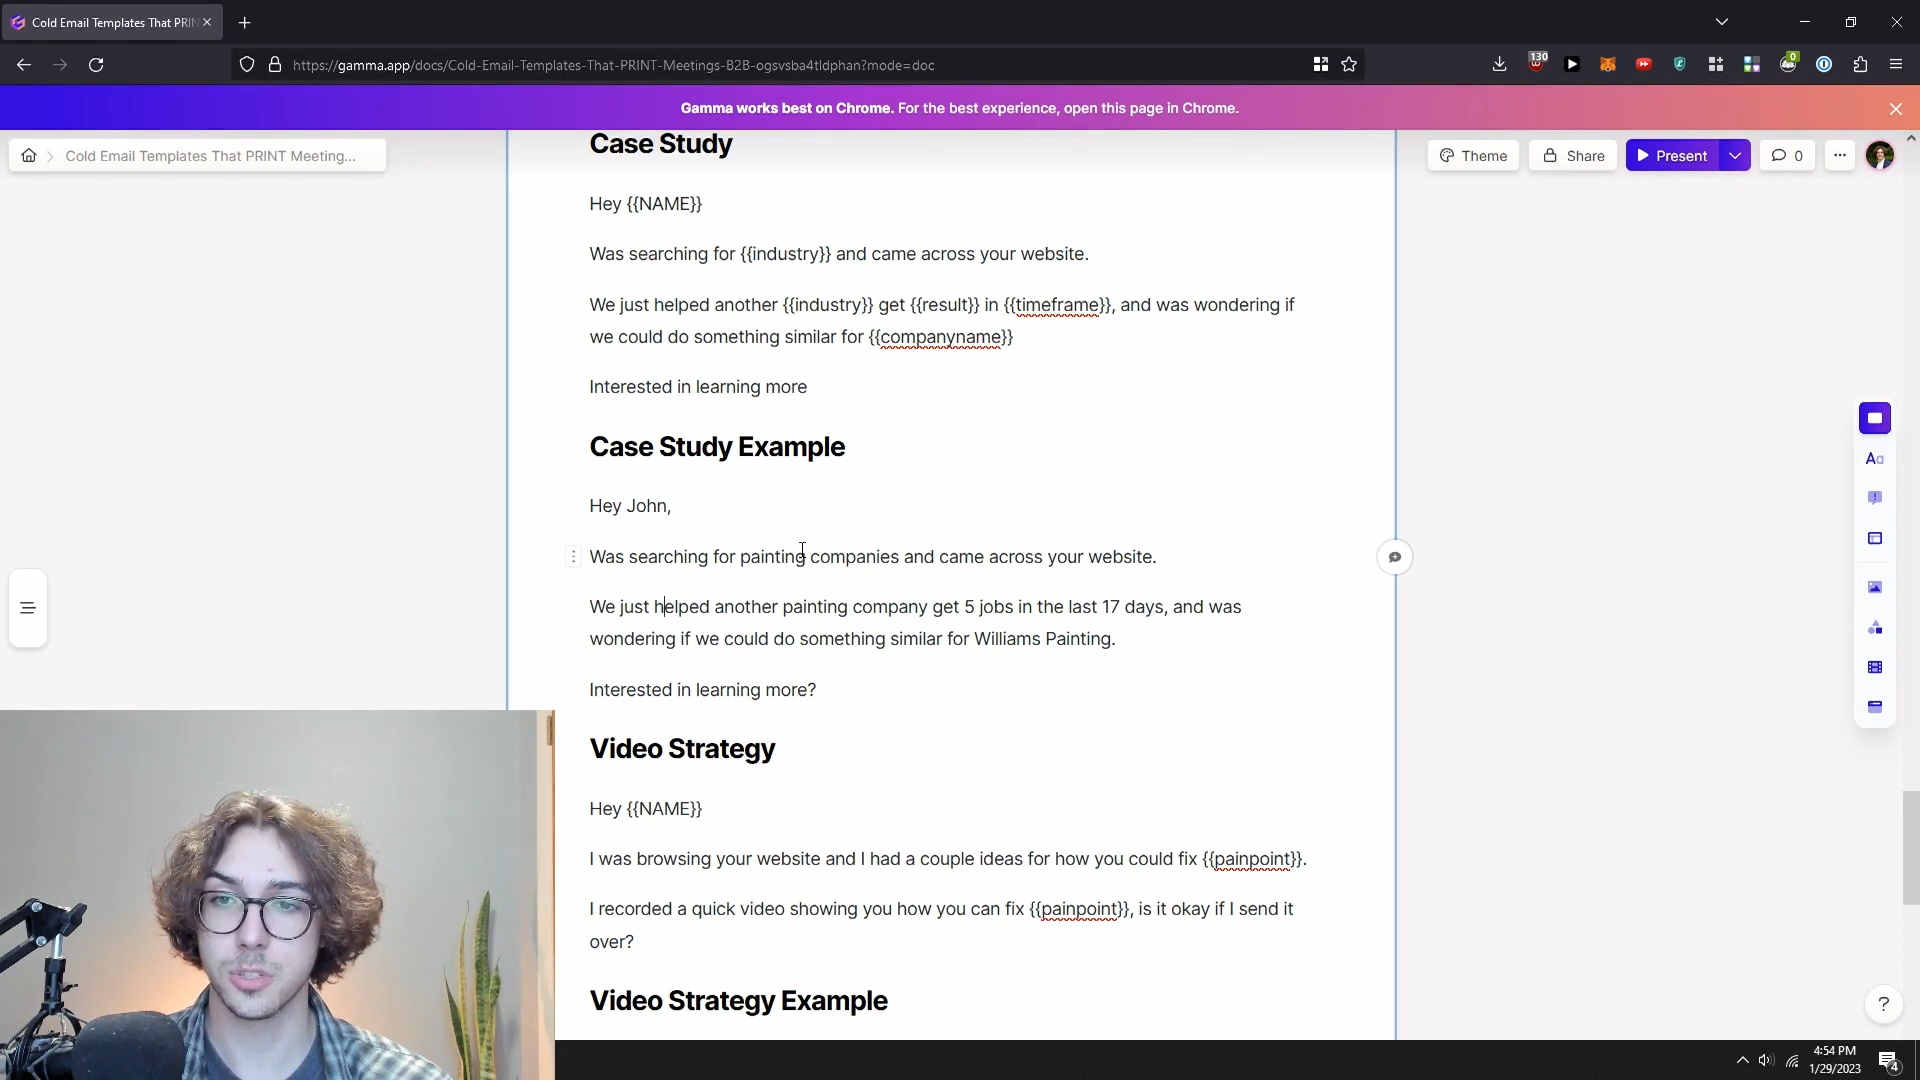 Cold Email Templates That PRIN
https://gamma.app/docs/Cold-Email-Templates-That-PRINT-Meetings-B2B-ogsvsba4tldphan?mode=doc
130
0
Gamma works best on Chrome. For the best experience, open this page in Chrome.
Cold Email Templates That PRINT Meeting...
Theme
Share
Present
0
Case Study
Hey {{NAME}}
Was searching for {{industry}} and came across your website.
We just helped another {{industry}} get {{result}} in {{timeframe}}, and was wondering if
we could do something similar for {{companyname}}
Interested in learning more
Case Study Example
Hey John,
Was searching for painting companies and came across your website.
We just helped another painting company get 5 jobs in the last 17 days, and was
wondering if we could do something similar for Williams Painting.
Interested in learning more?
Video Strategy
Hey {{NAME}}
I was browsing your website and I had a couple ideas for how you could fix {{painpoint}}.
I recorded a quick video showing you how you can fix {{painpoint}}, is it okay if I send it
over?
Video Strategy Example
Aa
?
4:54 PM
1/29/2023
4